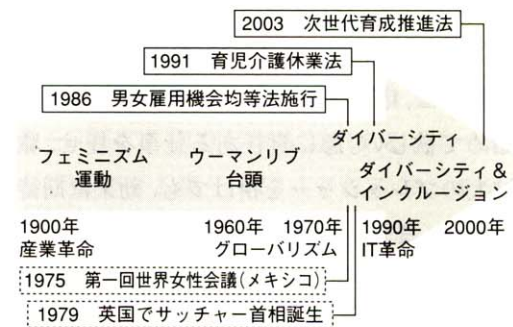 2003 次世代育成推進法
1991 育児介護休業法
1986 男女雇用機会均等法施行
ダイバーシティ
フェミニズム
運動
ウーマンリブ
台頭
ダイバーシティ&
インクルージョン
1900年
産業革命
1960年 1970年
グローバリズム
1990年 2000年
IT革命
1975 第一回世界女性会議(メキシコ)
1979 英国でサッチャー首相誕生